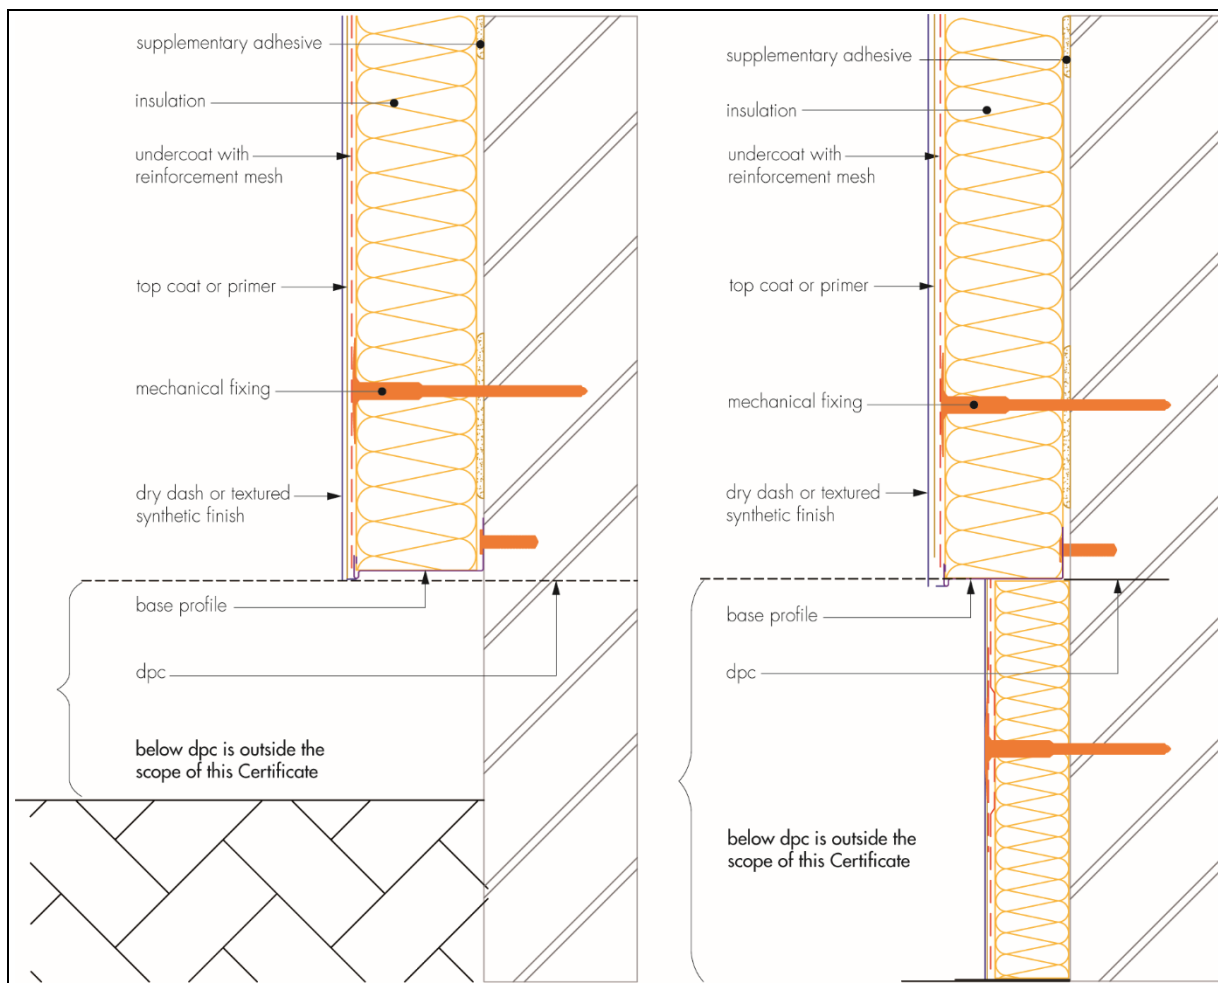 supplementary adhesive
insulation
undercoat with
reinforcement mesh
top coat or primer
mechanical fixing
dry dash or textured
synthetic finish
base profile
dpc
below dpc is outside the
scope of this Certificate
supplementary adhesive
insulation
undercoat with
reinforcement mesh
top coat or primer
mechanical fixing
dry dash or textured
synthetic finish
base profile
dpc
below dpc is outside the
scope of this Certificate